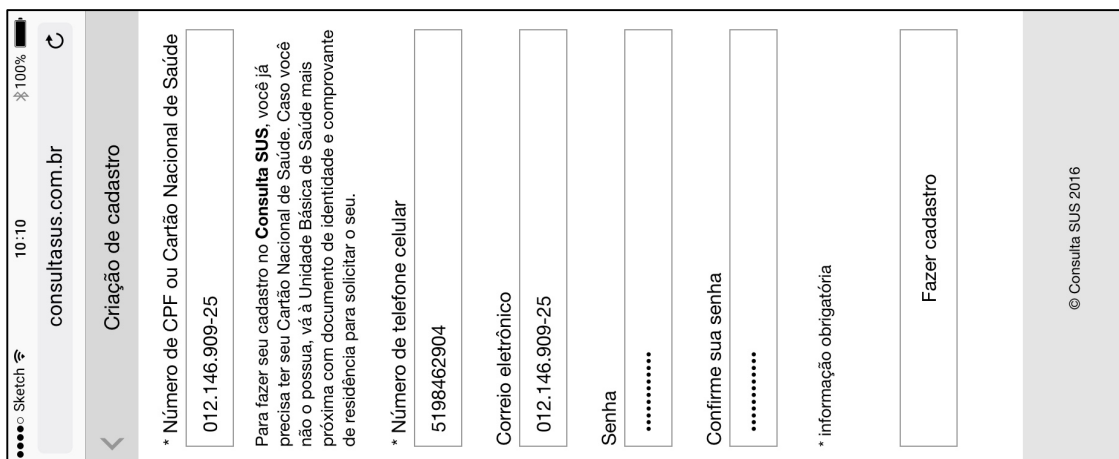 ●●●●○ Sketch 10:10 100%
consultasus.com.br
Criação de cadastro
* Número de CPF ou Cartão Nacional de Saúde
012.146.909-25
Para fazer seu cadastro no Consulta SUS, você já
precisa ter seu Cartão Nacional de Saúde. Caso você
não o possua, vá à Unidade Básica de Saúde mais
próxima com documento de identidade e comprovante
de residência para solicitar o seu.
* Número de telefone celular
5198462904
Correio eletrônico
012.146.909-25
Senha
••••••••••••
Confirme sua senha
••••••••••••
* informação obrigatória
Fazer cadastro
© Consulta SUS 2016